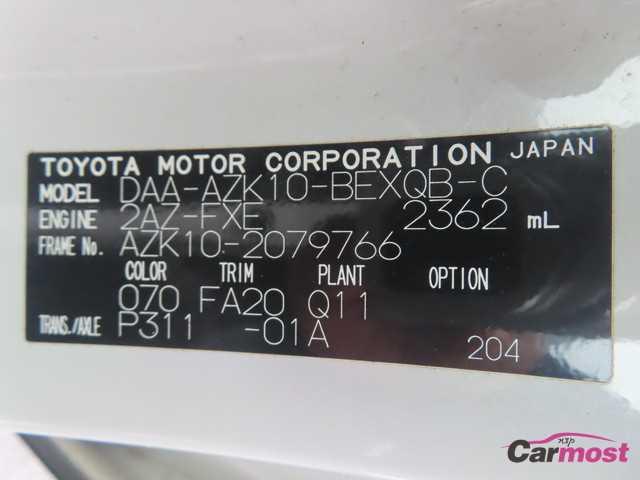 TOYOTA MOTOR CORPORATION JAPAN
MODEL DAA-AZK10-BEXQB-C
ENGINE 2AZ-FXE 2362 mL
FRAME No. AZK10-2079766
COLOR TRIM PLANT OPTION
070 FA20 Q11
TRANS./AXLE P311 -01A
204
nxp
Carmost